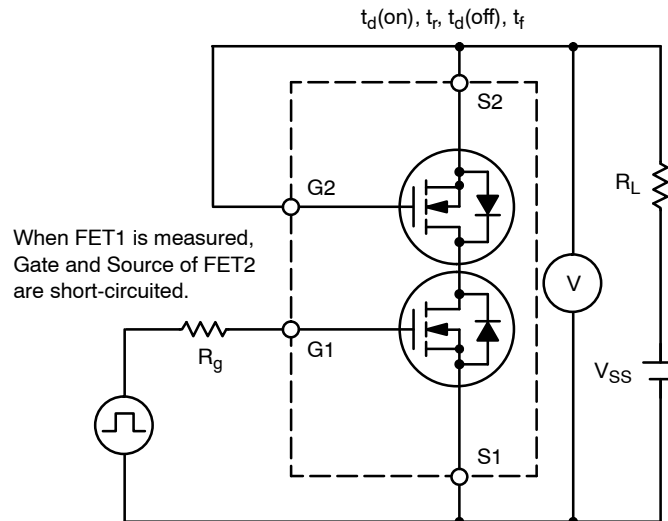 td(on), tr, td(off), tf
S2
G2
RL
When FET1 is measured,
Gate and Source of FET2
are short-circuited.
V
Rg
G1
VSS
S1